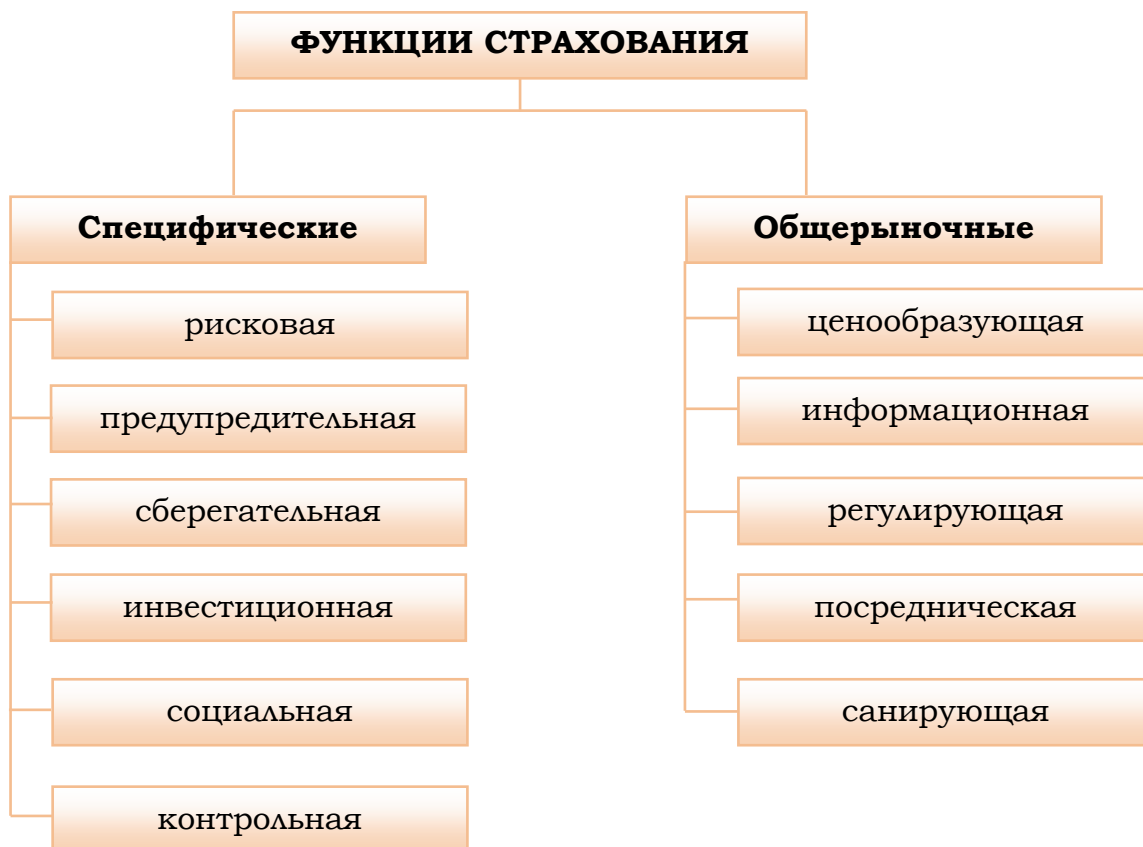 ФУНКЦИИ СТРАХОВАНИЯ
Специфические
рисковая
предупредительная
сберегательная
инвестиционная
социальная
контрольная
Общерыночные
ценообразующая
информационная
регулирующая
посредническая
санирующая